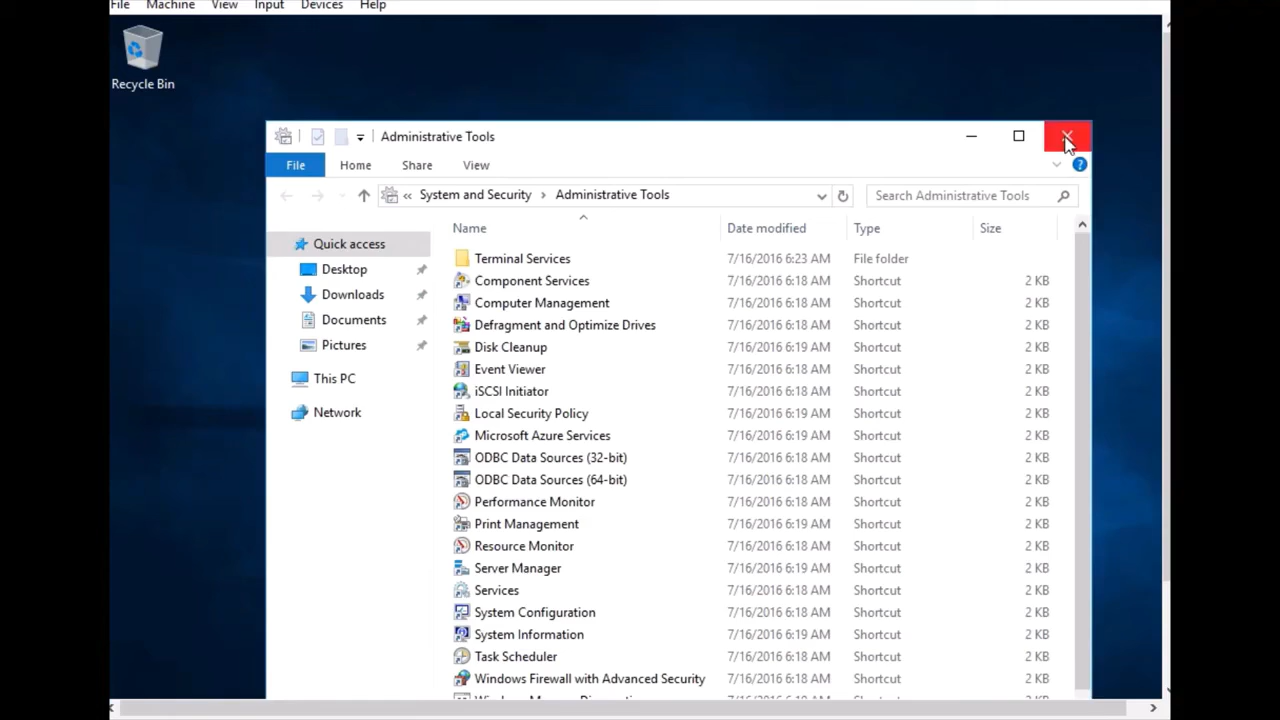 File Machine View Input Devices Help
Recycle Bin
Administrative Tools
File Home Share View
« System and Security > Administrative Tools
Search Administrative Tools
Name Date modified Type Size
Quick access
Desktop
Downloads
Documents
Pictures
This PC
Network
Terminal Services 7/16/2016 6:23 AM File folder
Component Services 7/16/2016 6:18 AM Shortcut 2 KB
Computer Management 7/16/2016 6:18 AM Shortcut 2 KB
Defragment and Optimize Drives 7/16/2016 6:18 AM Shortcut 2 KB
Disk Cleanup 7/16/2016 6:19 AM Shortcut 2 KB
Event Viewer 7/16/2016 6:18 AM Shortcut 2 KB
iSCSI Initiator 7/16/2016 6:18 AM Shortcut 2 KB
Local Security Policy 7/16/2016 6:19 AM Shortcut 2 KB
Microsoft Azure Services 7/16/2016 6:19 AM Shortcut 2 KB
ODBC Data Sources (32-bit) 7/16/2016 6:18 AM Shortcut 2 KB
ODBC Data Sources (64-bit) 7/16/2016 6:18 AM Shortcut 2 KB
Performance Monitor 7/16/2016 6:18 AM Shortcut 2 KB
Print Management 7/16/2016 6:19 AM Shortcut 2 KB
Resource Monitor 7/16/2016 6:18 AM Shortcut 2 KB
Server Manager 7/16/2016 6:19 AM Shortcut 2 KB
Services 7/16/2016 6:18 AM Shortcut 2 KB
System Configuration 7/16/2016 6:18 AM Shortcut 2 KB
System Information 7/16/2016 6:19 AM Shortcut 2 KB
Task Scheduler 7/16/2016 6:18 AM Shortcut 2 KB
Windows Firewall with Advanced Security 7/16/2016 6:18 AM Shortcut 2 KB